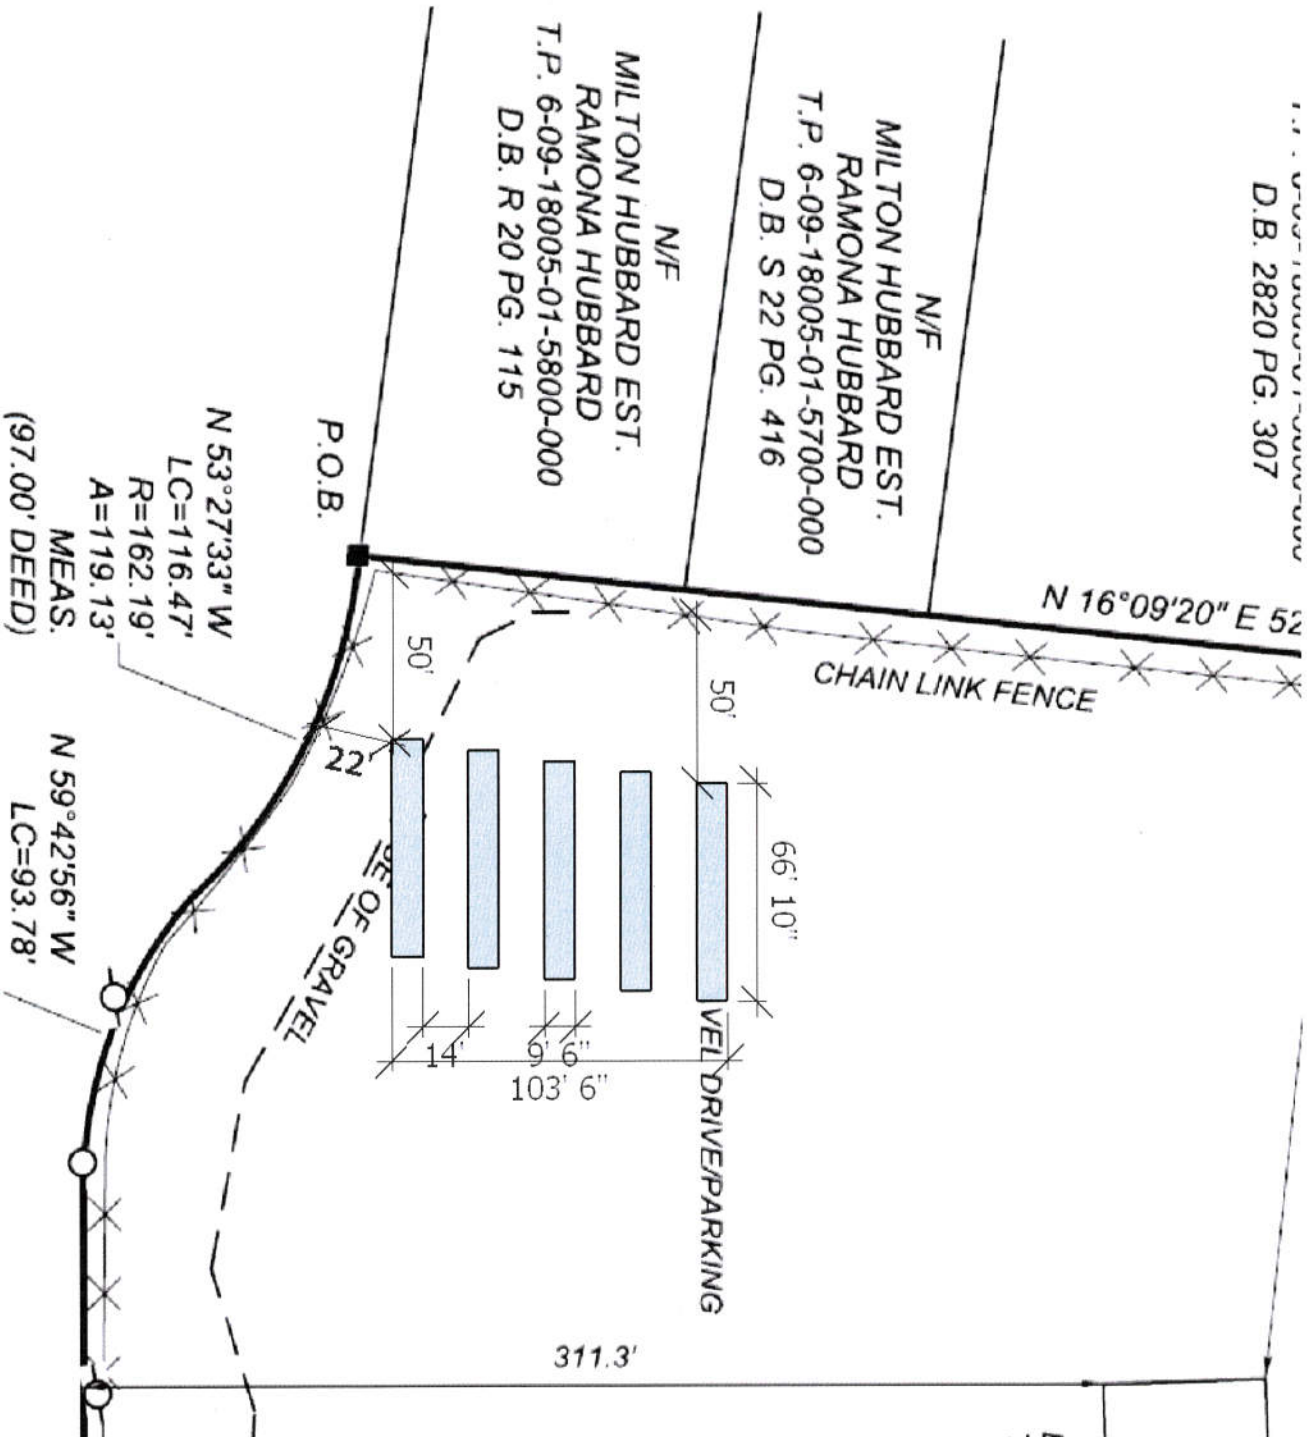 D.B. 2820 PG. 307
N/F
MILTON HUBBARD EST.
RAMONA HUBBARD
T.P. 6-09-18005-01-5700-000
D.B. S 22 PG. 416
N/F
MILTON HUBBARD EST.
RAMONA HUBBARD
T.P. 6-09-18005-01-5800-000
D.B. R 20 PG. 115
P.O.B.
N 16°09'20" E 52
CHAIN LINK FENCE
N 53°27'33" W
LC=116.47'
R=162.19'
A=119.13'
MEAS.
(97.00' DEED)
N 59°42'56" W
LC=93.78'
50'
50'
22'
66' 10"
14'
9' 6"
103' 6"
OF GRAVEL
VEL DRIVE/PARKING
311.3'